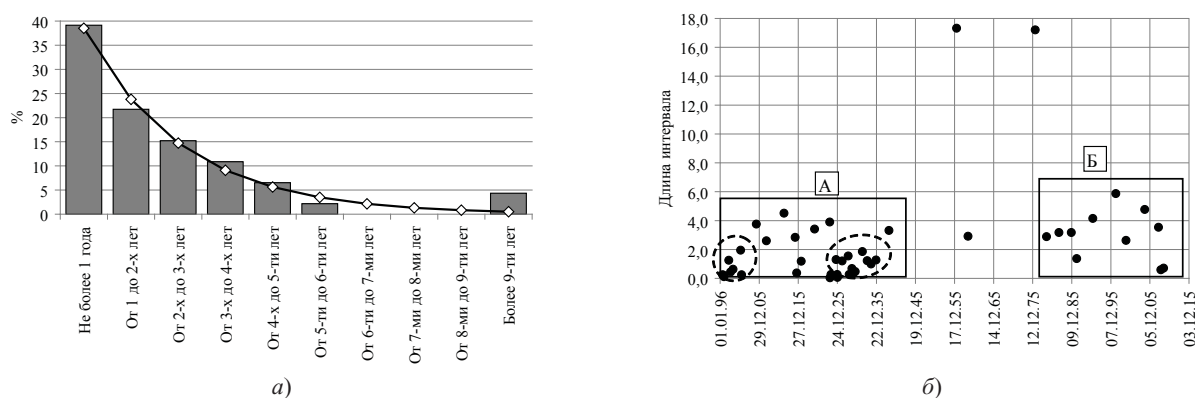 40
35
30
25
20
15
10
5
0
%
Не более 1 года
От 1 до 2-х лет
От 2-х до 3-х лет
От 3-х до 4-х лет
От 4-х до 5-ти лет
От 5-ти до 6-ти лет
От 6-ти до 7-ми лет
От 7-ми до 8-ми лет
От 8-ми до 9-ти лет
Более 9-ти лет
а)
18,0
16,0
14,0
12,0
10,0
8,0
6,0
4,0
2,0
0,0
Длина интервала
А
Б
01.01.96
29.12.05
27.12.15
24.12.25
22.12.35
19.12.45
17.12.55
14.12.65
12.12.75
09.12.85
07.12.95
05.12.05
03.12.15
б)